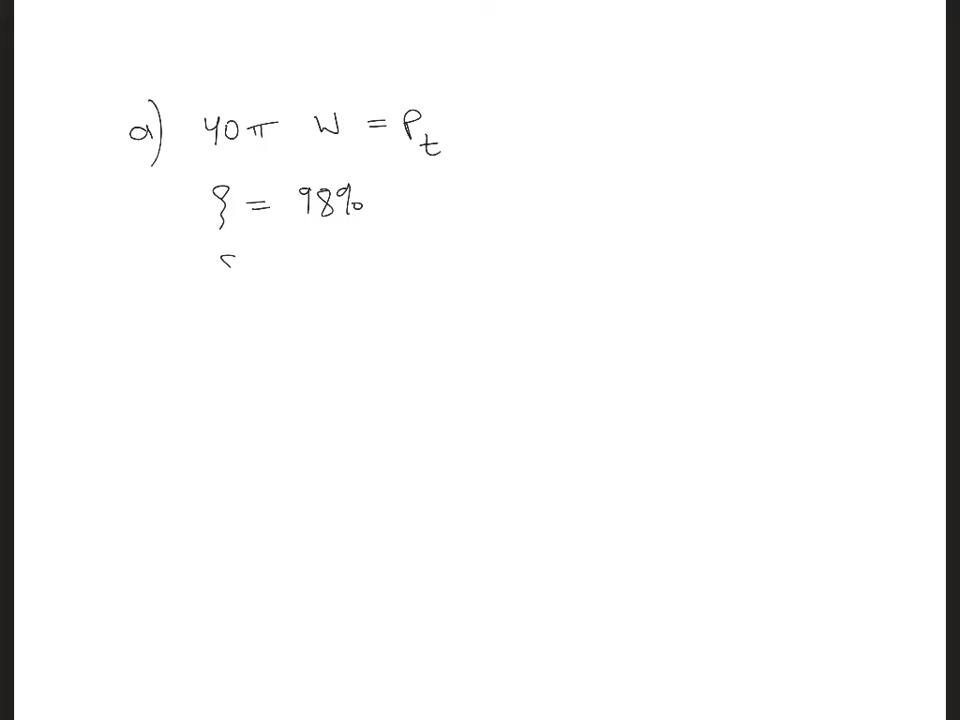 a) 40π W = Pt
ξ = 98%